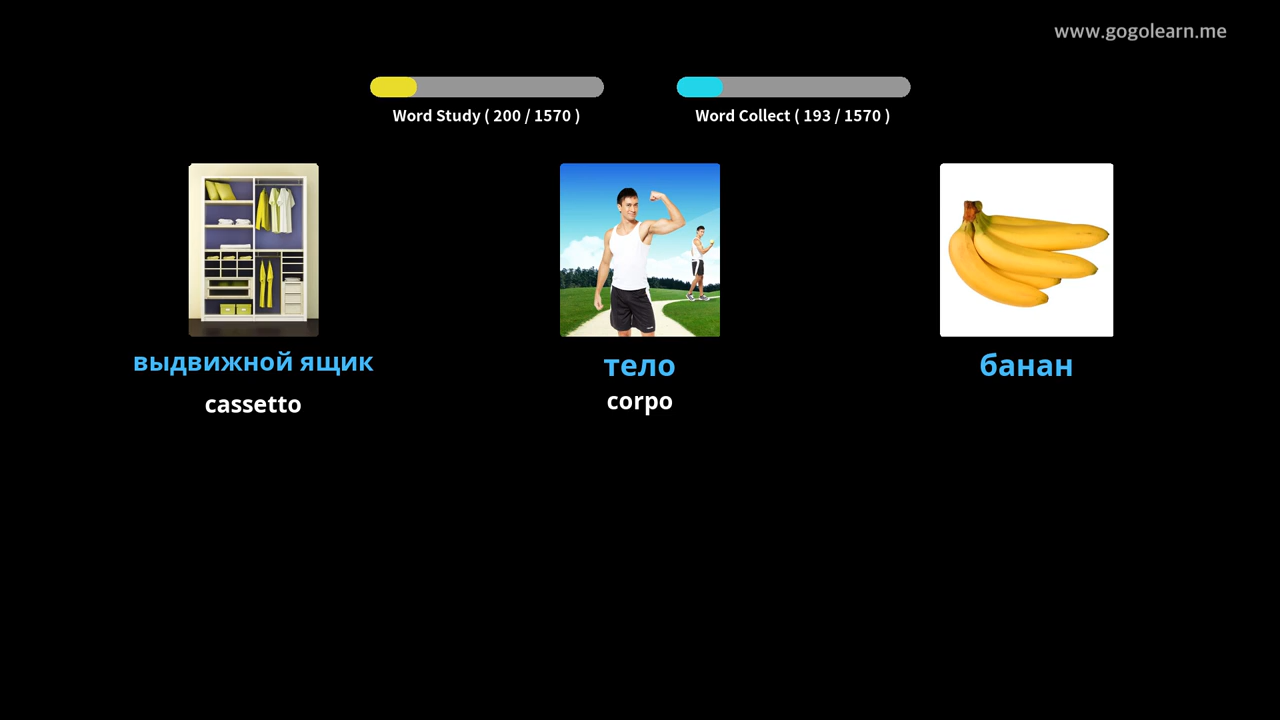 www.gogolearn.me
Word Study ( 200 / 1570 )
Word Collect ( 193 / 1570 )
выдвижной ящик
cassetto
тело
corpo
банан